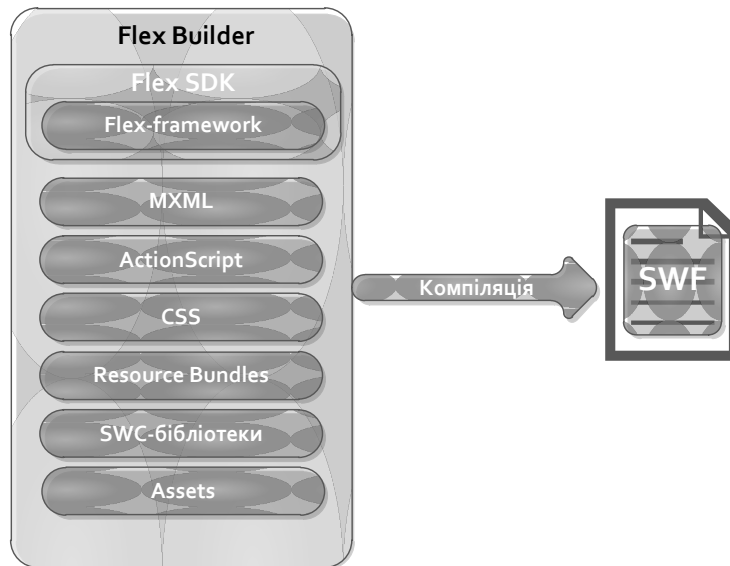 Flex Builder
Flex SDK
Flex-framework
MXML
ActionScript
CSS
Resource Bundles
SWC-бібліотеки
Assets
Компіляція
SWF